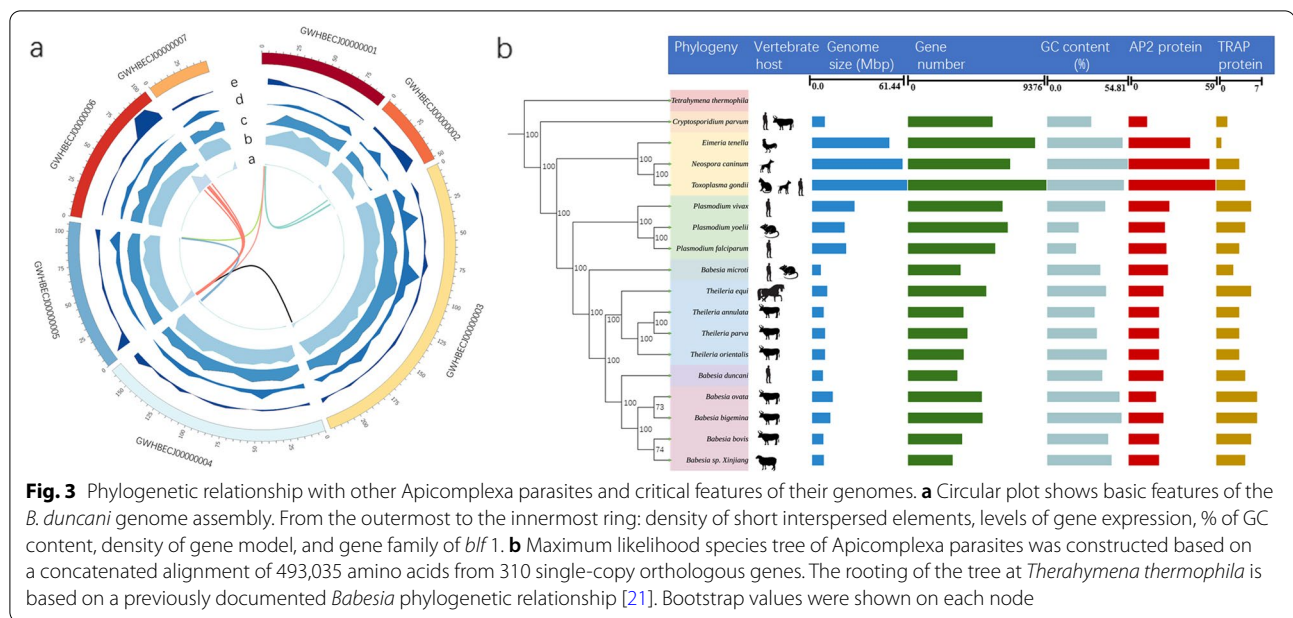 a
GWHBECJ00000001
GWHBECJ00000002
GWHBECJ00000003
GWHBECJ00000004
GWHBECJ00000005
GWHBECJ00000006
GWHBECJ00000007
e
d
c
b
a
b
Phylogeny Vertebrate host Genome size (Mbp) Gene number GC content (%) AP2 protein TRAP protein
0.0 61.44 0 9376 0.0 54.81 0 59 0 7
Tetrahymena thermophila
Cryptosporidium parvum
Eimeria tenella
Neospora caninum
Toxoplasma gondii
Plasmodium vivax
Plasmodium yoelii
Plasmodium falciparum
Babesia microti
Theileria equi
Theileria annulata
Theileria parva
Theileria orientalis
Babesia duncani
Babesia ovata
Babesia bigemina
Babesia bovis
Babesia sp. Xinjiang
100
100
100
100
100
100
100
100
100
100
100
100
100
100
73
74
Fig. 3 Phylogenetic relationship with other Apicomplexa parasites and critical features of their genomes. a Circular plot shows basic features of the
B. duncani genome assembly. From the outermost to the innermost ring: density of short interspersed elements, levels of gene expression, % of GC
content, density of gene model, and gene family of blf 1. b Maximum likelihood species tree of Apicomplexa parasites was constructed based on
a concatenated alignment of 493,035 amino acids from 310 single-copy orthologous genes. The rooting of the tree at Therahymena thermophila is
based on a previously documented Babesia phylogenetic relationship [21]. Bootstrap values were shown on each node